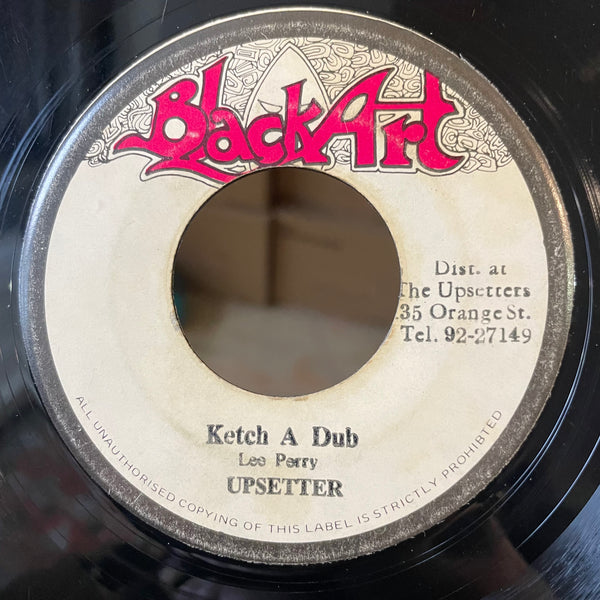 Black Art
Dist. at
The Upsetters
35 Orange St.
Tel. 92-27149
Ketch A Dub
Lee Perry
UPSETTER
ALL UNAUTHORISED COPYING OF THIS LABEL IS STRICTLY PROHIBITED